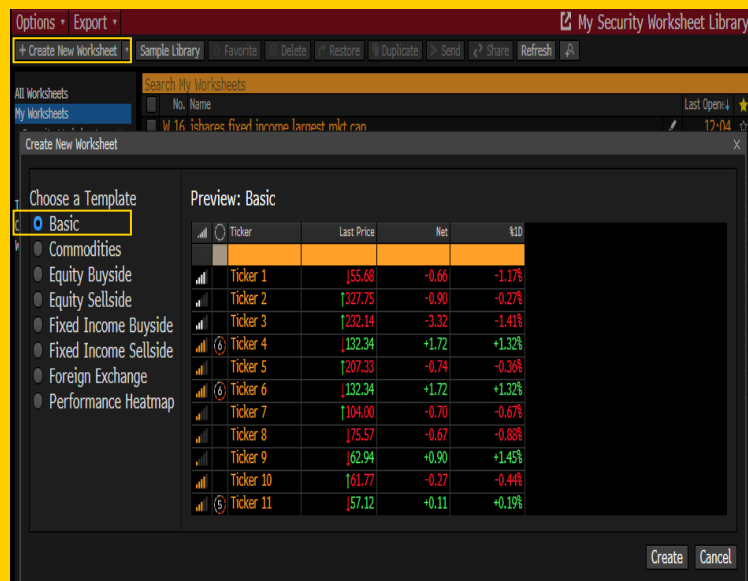 Options Export My Security Worksheet Library
+ Create New Worksheet Sample Library Favorite Delete Restore Duplicate Send Share Refresh
All Worksheets
Search My Worksheets
My Worksheets
No. Name Last Opene↓
W 16 ishares fixed income largest mkt cap 12:04
Create New Worksheet X
Choose a Template
Basic
Commodities
Equity Buyside
Equity Sellside
Fixed Income Buyside
Fixed Income Sellside
Foreign Exchange
Performance Heatmap
Preview: Basic
Ticker Last Price Net %1D
Ticker 1 ↓55.68 -0.66 -1.17%
Ticker 2 ↑327.75 -0.90 -0.27%
Ticker 3 ↑232.14 -3.32 -1.41%
6 Ticker 4 ↓132.34 +1.72 +1.32%
Ticker 5 ↑207.33 -0.74 -0.36%
6 Ticker 6 ↓132.34 +1.72 +1.32%
Ticker 7 ↑104.00 -0.70 -0.67%
Ticker 8 ↓75.57 -0.67 -0.88%
Ticker 9 ↓62.94 +0.90 +1.45%
Ticker 10 ↑61.77 -0.27 -0.44%
5 Ticker 11 ↓57.12 +0.11 +0.19%
Create Cancel